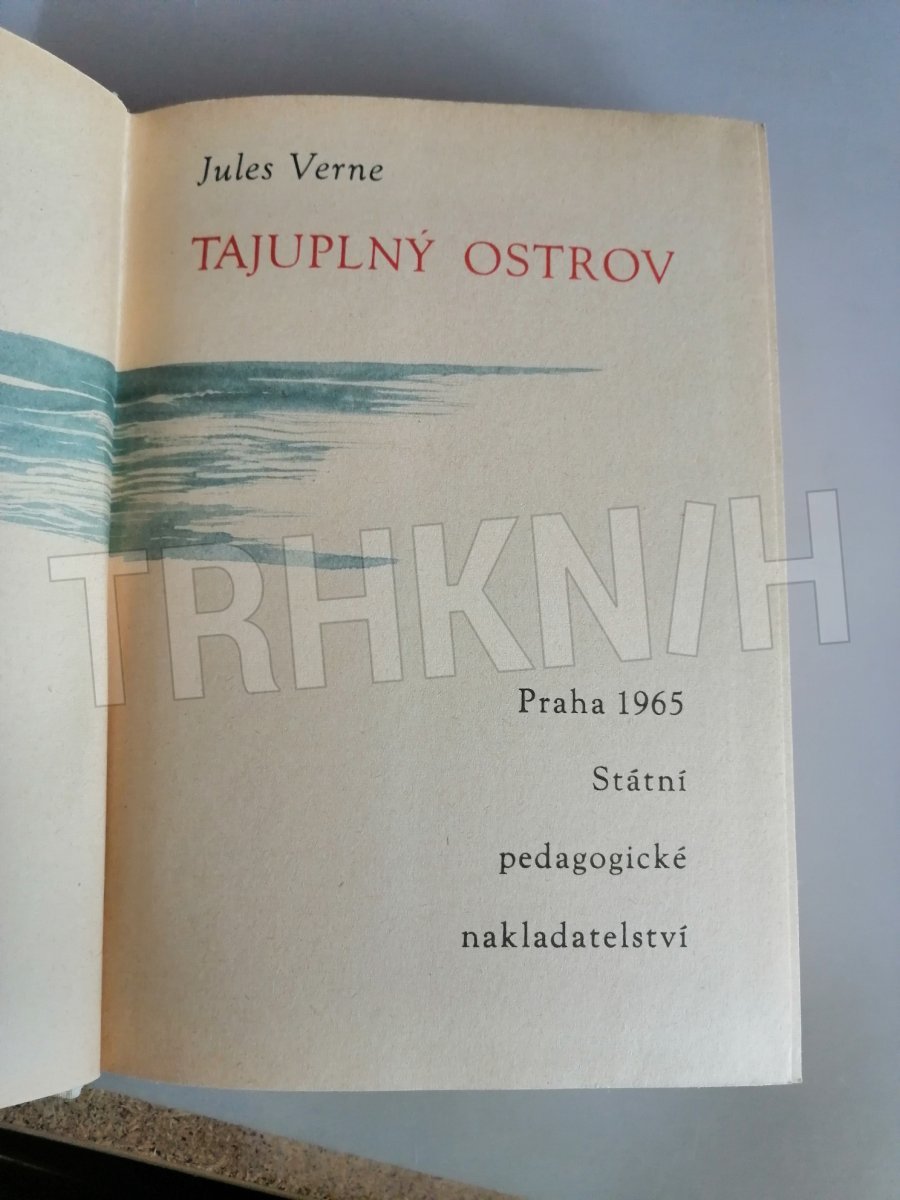 Jules Verne
TAJUPLNÝ OSTROV
TRHKNIH
Praha 1965
Státní
pedagogické
nakladatelství